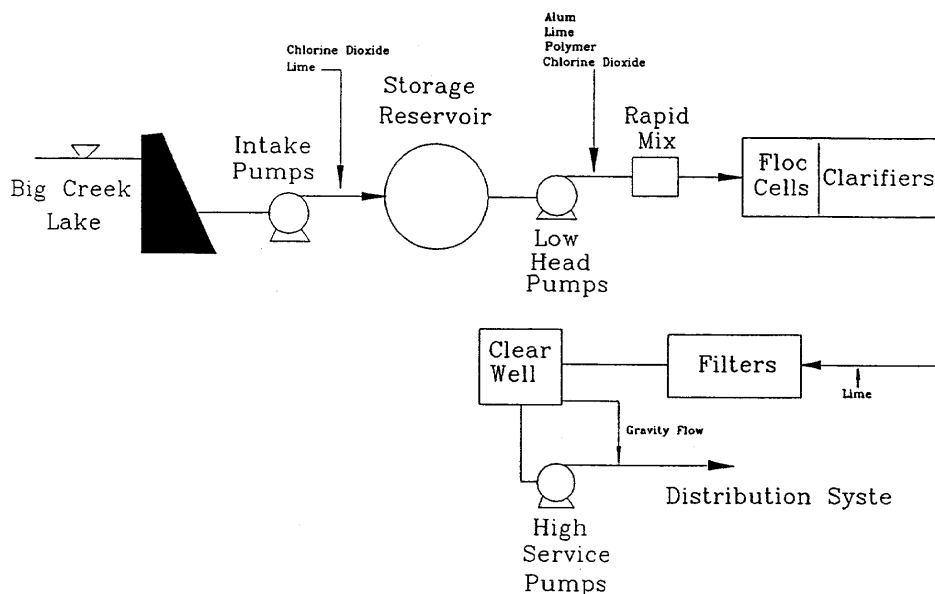 Alum
Lime
Polymer
Chlorine Dioxide
Chlorine Dioxide
Lime
Storage
Reservoir
Rapid
Mix
Intake
Pumps
Big Creek
Lake
Floc
Cells
Clarifiers
Low
Head
Pumps
Clear
Well
Filters
Lime
Gravity Flow
Distribution Syste
High
Service
Pumps